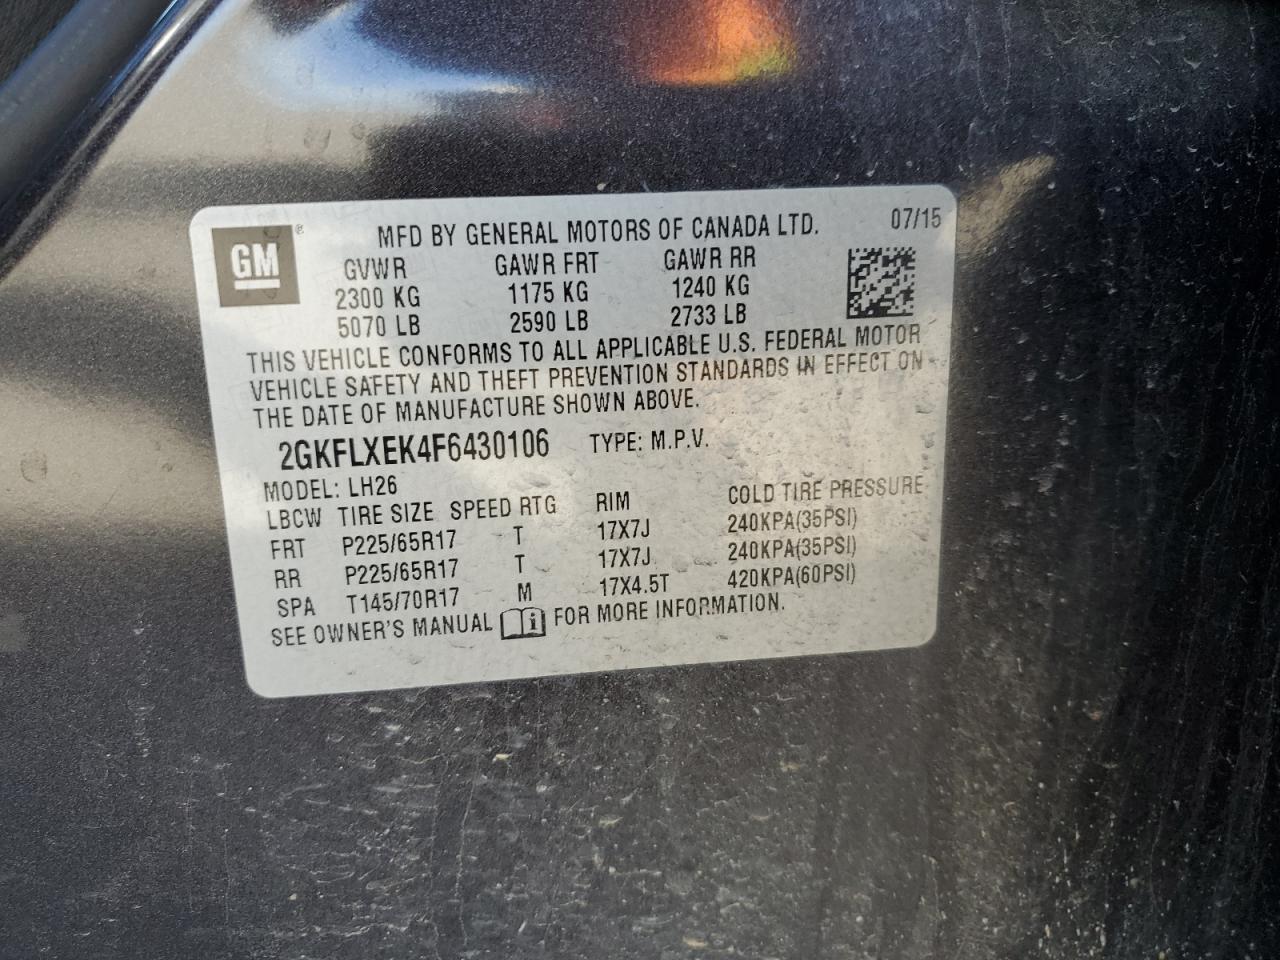 GM ®
MFD BY GENERAL MOTORS OF CANADA LTD. 07/15
GVWR GAWR FRT GAWR RR
2300 KG 1175 KG 1240 KG
5070 LB 2590 LB 2733 LB
THIS VEHICLE CONFORMS TO ALL APPLICABLE U.S. FEDERAL MOTOR
VEHICLE SAFETY AND THEFT PREVENTION STANDARDS IN EFFECT ON
THE DATE OF MANUFACTURE SHOWN ABOVE.
2GKFLXEK4F6430106 TYPE: M.P.V.
MODEL: LH26
LBCW TIRE SIZE SPEED RTG RIM COLD TIRE PRESSURE
FRT P225/65R17 T 17X7J 240KPA(35PSI)
RR P225/65R17 T 17X7J 240KPA(35PSI)
SPA T145/70R17 M 17X4.5T 420KPA(60PSI)
SEE OWNER'S MANUAL i FOR MORE INFORMATION.